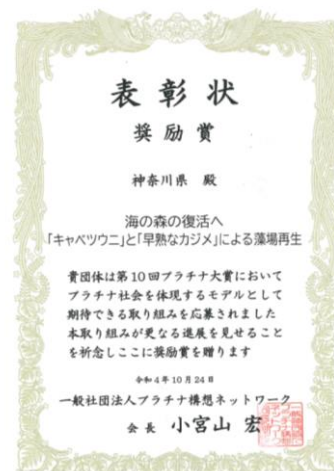 表彰状
奨励賞
神奈川県 殿
海の森の復活へ
「キャベツウニ」と「早熟なカジメ」による藻場再生
貴団体は第10回プラチナ大賞において
プラチナ社会を体現するモデルとして
期待できる取り組みを応募されました
本取り組みが更なる進展を見せること
を祈念しここに奨励賞を贈ります
令和4年10月24日
一般社団法人プラチナ構想ネットワーク
会長 小宮山 宏